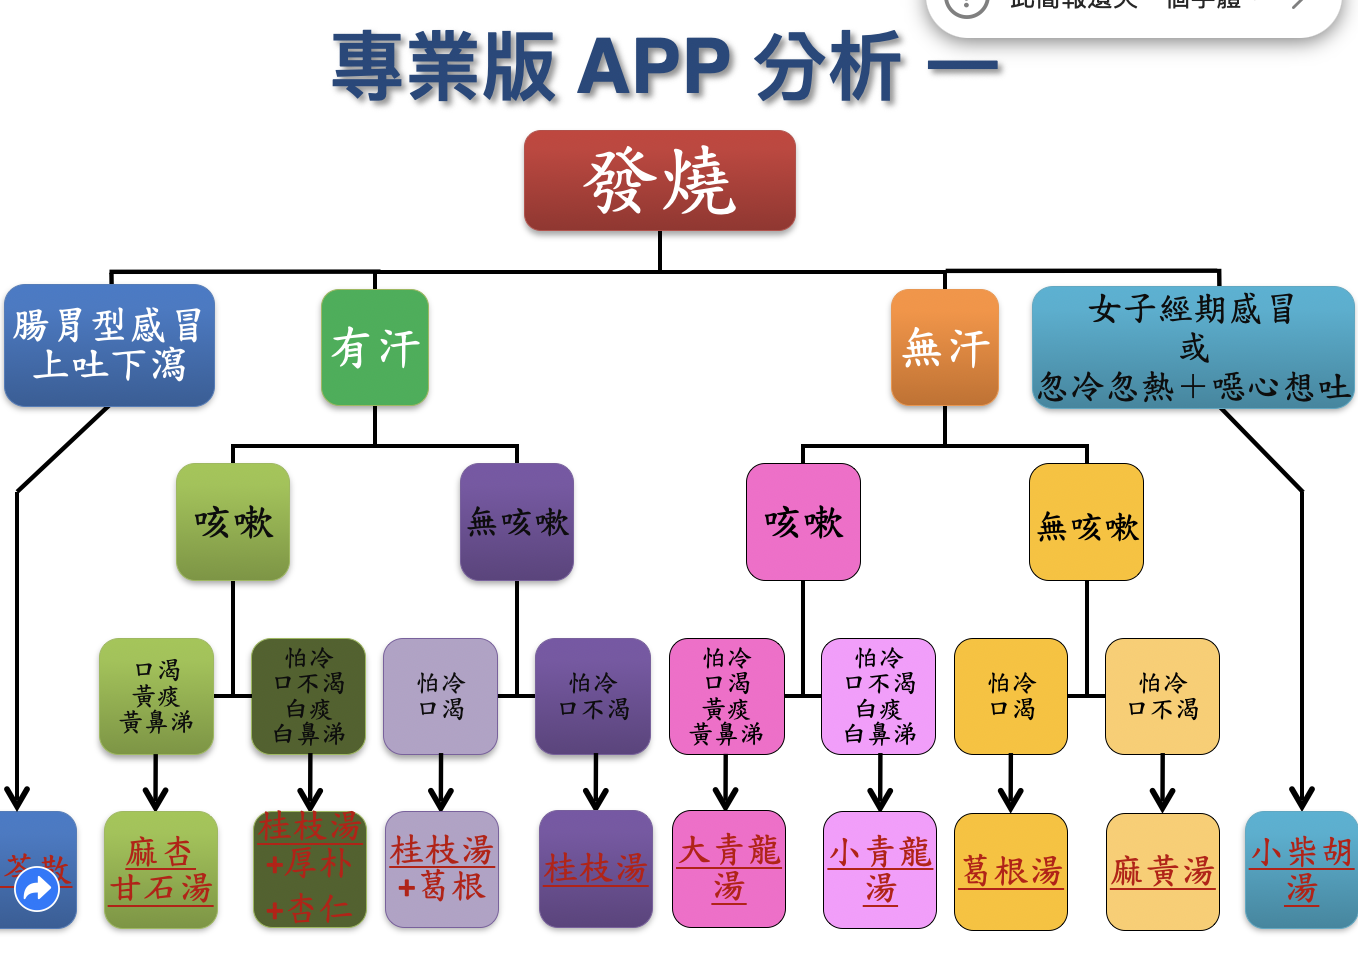 專業版 APP 分析 一
發燒
腸胃型感冒
上吐下瀉
有汗
無汗
女子經期感冒
或
忽冷忽熱＋噁心想吐
咳嗽
無咳嗽
咳嗽
無咳嗽
口渴
黃痰
黃鼻涕
怕冷
口不渴
白痰
白鼻涕
怕冷
口渴
怕冷
口不渴
怕冷
口渴
黃痰
黃鼻涕
怕冷
口不渴
白痰
白鼻涕
怕冷
口渴
怕冷
口不渴
苓散
麻杏
甘石湯
桂枝湯
+厚朴
+杏仁
桂枝湯
+葛根
桂枝湯
大青龍
湯
小青龍
湯
葛根湯
麻黃湯
小柴胡
湯